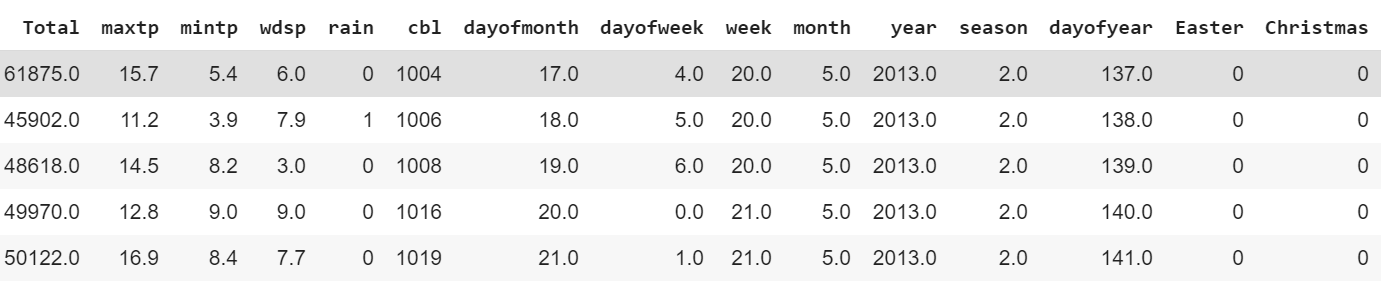 Total maxtp mintp wdsp rain cbl dayofmonth dayofweek week month year season dayofyear Easter Christmas
61875.0 15.7 5.4 6.0 0 1004 17.0 4.0 20.0 5.0 2013.0 2.0 137.0 0 0
45902.0 11.2 3.9 7.9 1 1006 18.0 5.0 20.0 5.0 2013.0 2.0 138.0 0 0
48618.0 14.5 8.2 3.0 0 1008 19.0 6.0 20.0 5.0 2013.0 2.0 139.0 0 0
49970.0 12.8 9.0 9.0 0 1016 20.0 0.0 21.0 5.0 2013.0 2.0 140.0 0 0
50122.0 16.9 8.4 7.7 0 1019 21.0 1.0 21.0 5.0 2013.0 2.0 141.0 0 0